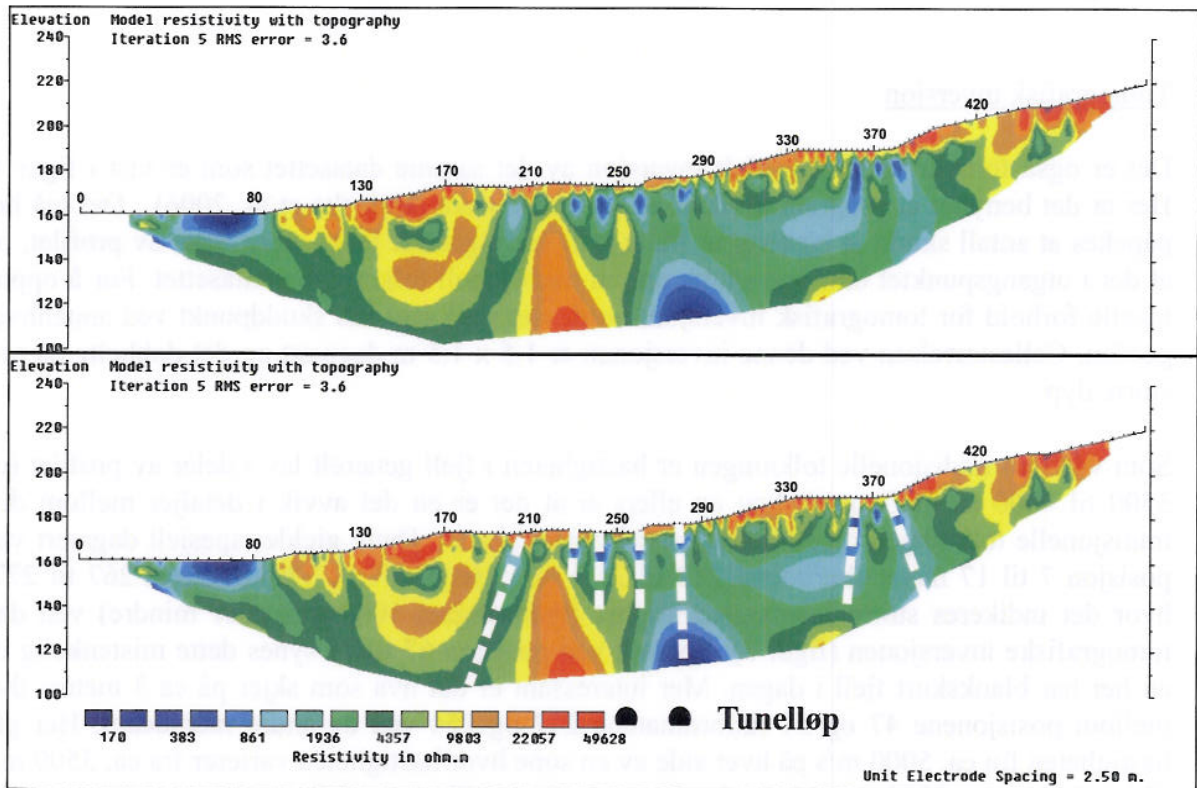 Elevation Model resistivity with topography
Iteration 5 RMS error = 3.6
240
220
200
180
160
140
120
100
0 80 130 170 210 250 290 330 370 420
Elevation Model resistivity with topography
Iteration 5 RMS error = 3.6
240
220
200
180
160
140
120
100
0 80 130 170 210 250 290 330 370 420
Tunelløp
170 383 861 1936 4357 9803 22057 49628
Resistivity in ohm.m
Unit Electrode Spacing = 2.50 m.